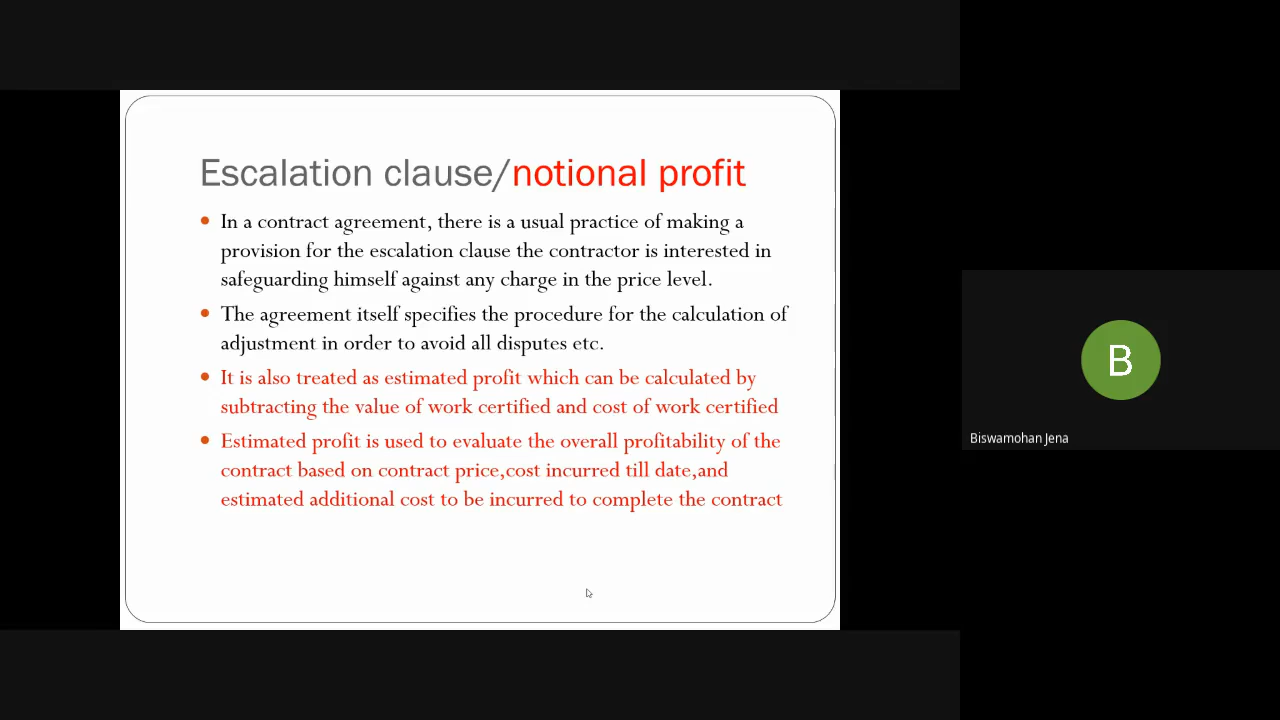 Escalation clause/notional profit
In a contract agreement, there is a usual practice of making a
provision for the escalation clause the contractor is interested in
safeguarding himself against any charge in the price level.
The agreement itself specifies the procedure for the calculation of
adjustment in order to avoid all disputes etc.
It is also treated as estimated profit which can be calculated by
subtracting the value of work certified and cost of work certified
Estimated profit is used to evaluate the overall profitability of the
contract based on contract price,cost incurred till date,and
estimated additional cost to be incurred to complete the contract
B
Biswamohan Jena